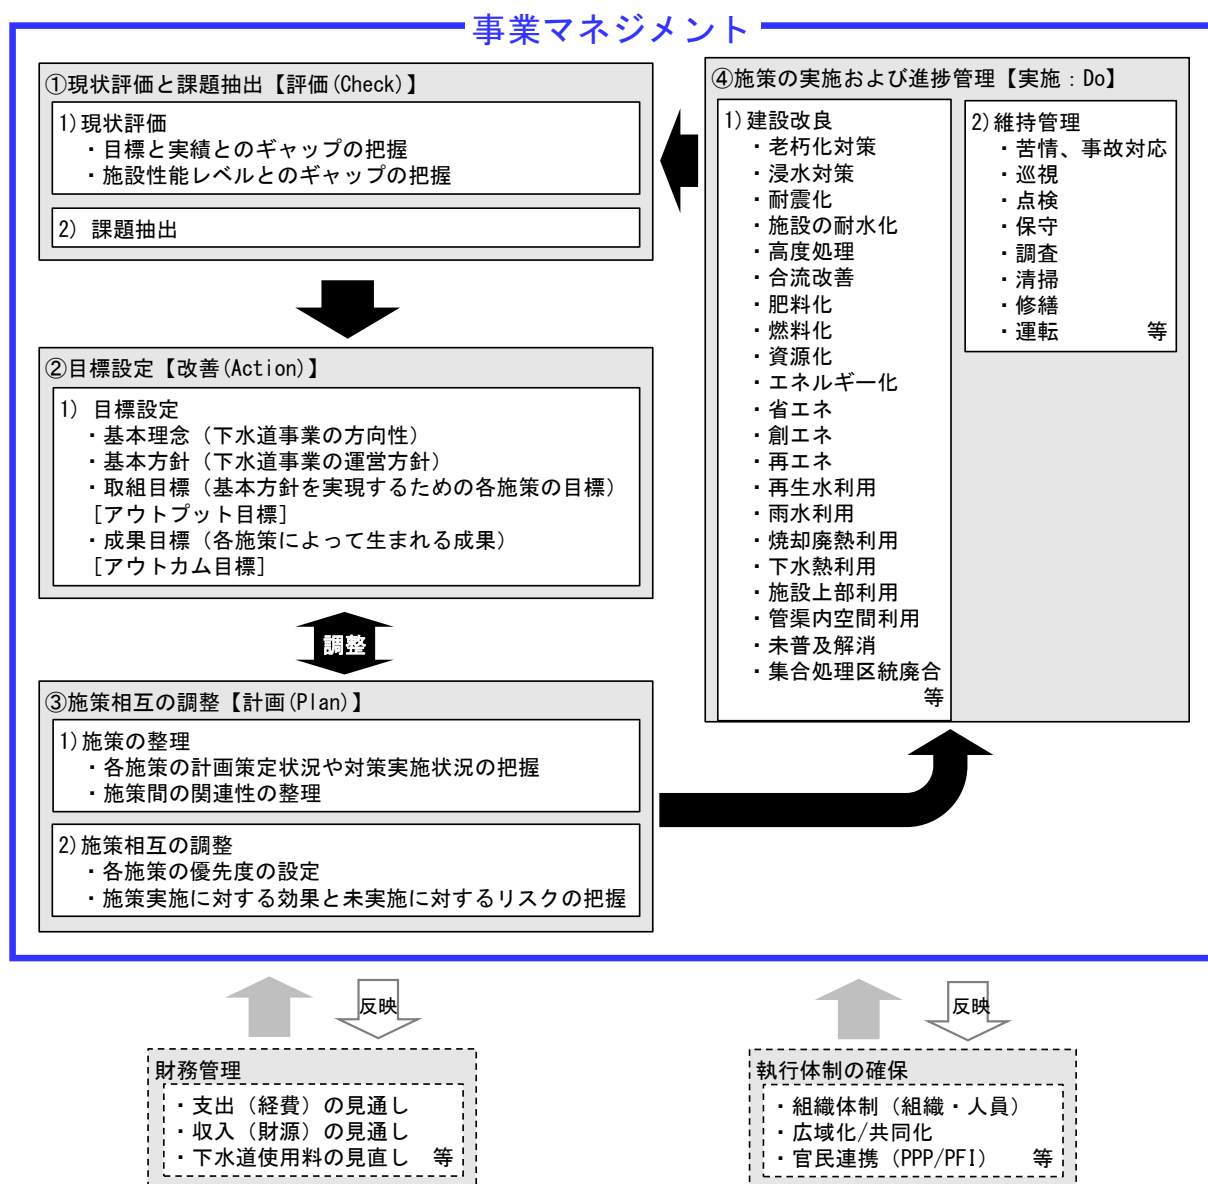 事業マネジメント
①現状評価と課題抽出【評価(Check)】
1)現状評価
・目標と実績とのギャップの把握
・施設性能レベルとのギャップの把握
2) 課題抽出
②目標設定【改善(Action)】
1) 目標設定
・基本理念（下水道事業の方向性）
・基本方針（下水道事業の運営方針）
・取組目標（基本方針を実現するための各施策の目標）
[アウトプット目標]
・成果目標（各施策によって生まれる成果）
[アウトカム目標]
調整
③施策相互の調整【計画(Plan)】
1)施策の整理
・各施策の計画策定状況や対策実施状況の把握
・施策間の関連性の整理
2)施策相互の調整
・各施策の優先度の設定
・施策実施に対する効果と未実施に対するリスクの把握
④施策の実施および進捗管理【実施：Do】
1)建設改良
・老朽化対策
・浸水対策
・耐震化
・施設の耐水化
・高度処理
・合流改善
・肥料化
・燃料化
・資源化
・エネルギー化
・省エネ
・創エネ
・再エネ
・再生水利用
・雨水利用
・焼却廃熱利用
・下水熱利用
・施設上部利用
・管渠内空間利用
・未普及解消
・集合処理区統廃合
等
2)維持管理
・苦情、事故対応
・巡視
・点検
・保守
・調査
・清掃
・修繕
・運転 等
反映
財務管理
・支出（経費）の見通し
・収入（財源）の見通し
・下水道使用料の見直し 等
反映
執行体制の確保
・組織体制（組織・人員）
・広域化/共同化
・官民連携（PPP/PFI） 等